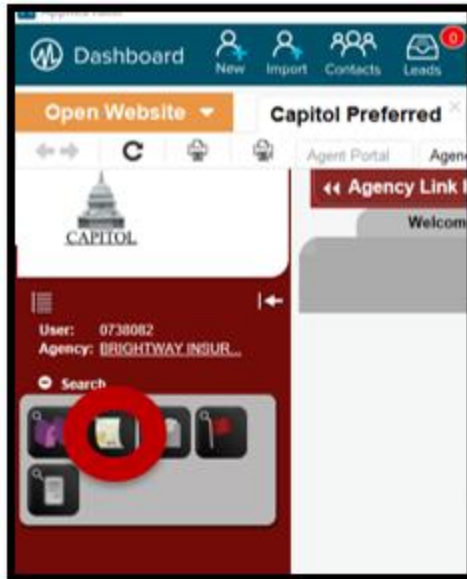 Dashboard
New
Import
Contacts
Leads
0
Open Website
Capitol Preferred
Agent Portal
Agenc
Agency Link I
Welcom
CAPITOL
User: 0738082
Agency: BRIGHTWAY INSUR...
Search